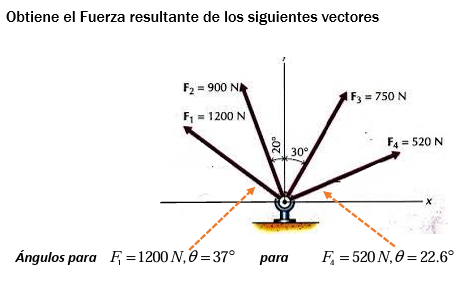 Obtiene el Fuerza resultante de los siguientes vectores
F₂ = 900 N
F₁ = 1200 N
F₃ = 750 N
F₄ = 520 N
20°
30°
x
Ángulos para F₁ = 1200 N, θ = 37° para F₄ = 520 N, θ = 22.6°